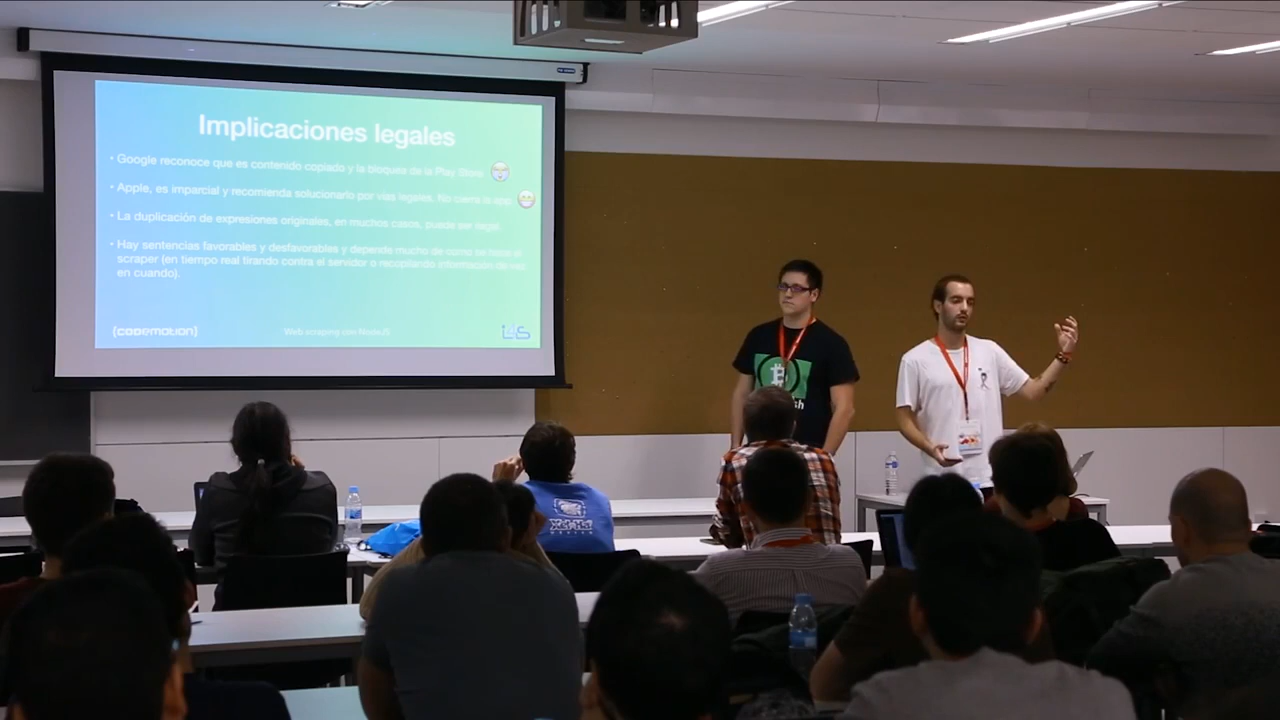 Implicaciones legales
• Google reconoce que es contenido copiado y la bloquea de la Play Store.
• Apple, es imparcial y recomienda solucionarlo por vías legales. No cierra la app.
• La duplicación de expresiones originales, en muchos casos, puede ser ilegal.
• Hay sentencias favorables y desfavorables y depende mucho de como se hace el
scraper (en tiempo real tirando contra el servidor o recopilando información de vez
en cuando).
{codemotion}
Web scraping con NodeJS